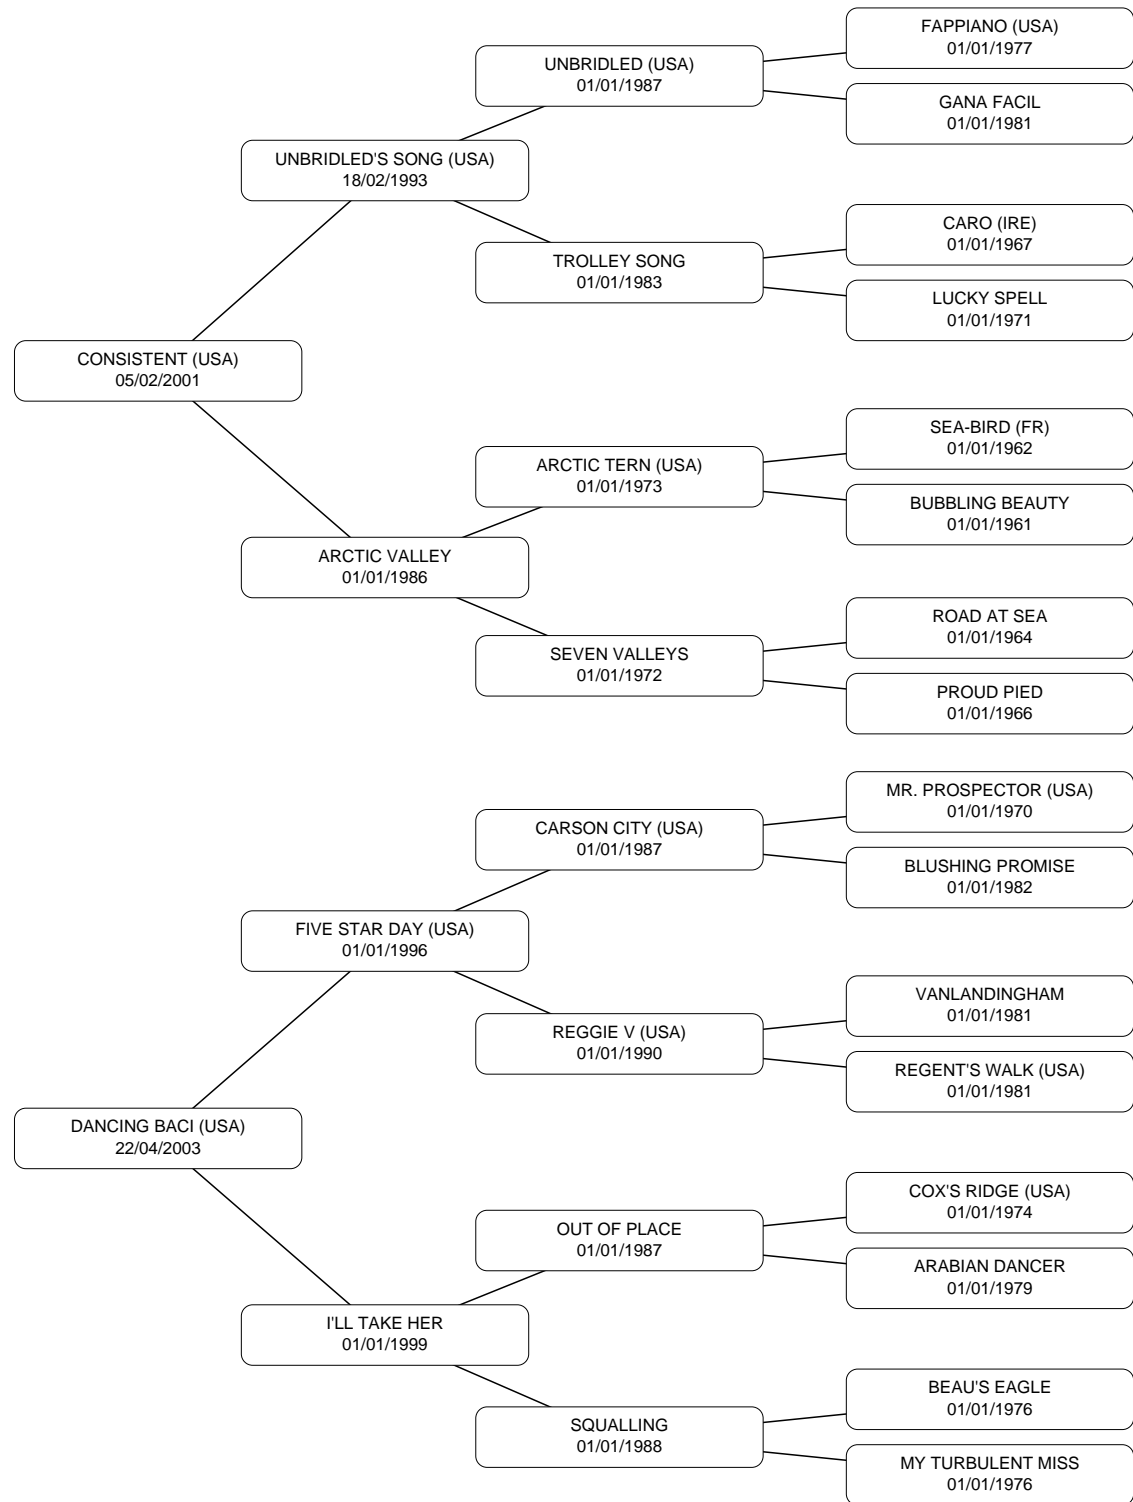 FAPPIANO (USA)
01/01/1977
UNBRIDLED (USA)
01/01/1987
GANA FACIL
01/01/1981
UNBRIDLED'S SONG (USA)
18/02/1993
CARO (IRE)
01/01/1967
TROLLEY SONG
01/01/1983
LUCKY SPELL
01/01/1971
CONSISTENT (USA)
05/02/2001
SEA-BIRD (FR)
01/01/1962
ARCTIC TERN (USA)
01/01/1973
BUBBLING BEAUTY
01/01/1961
ARCTIC VALLEY
01/01/1986
ROAD AT SEA
01/01/1964
SEVEN VALLEYS
01/01/1972
PROUD PIED
01/01/1966
MR. PROSPECTOR (USA)
01/01/1970
CARSON CITY (USA)
01/01/1987
BLUSHING PROMISE
01/01/1982
FIVE STAR DAY (USA)
01/01/1996
VANLANDINGHAM
01/01/1981
REGGIE V (USA)
01/01/1990
REGENT'S WALK (USA)
01/01/1981
DANCING BACI (USA)
22/04/2003
COX'S RIDGE (USA)
01/01/1974
OUT OF PLACE
01/01/1987
ARABIAN DANCER
01/01/1979
I'LL TAKE HER
01/01/1999
BEAU'S EAGLE
01/01/1976
SQUALLING
01/01/1988
MY TURBULENT MISS
01/01/1976